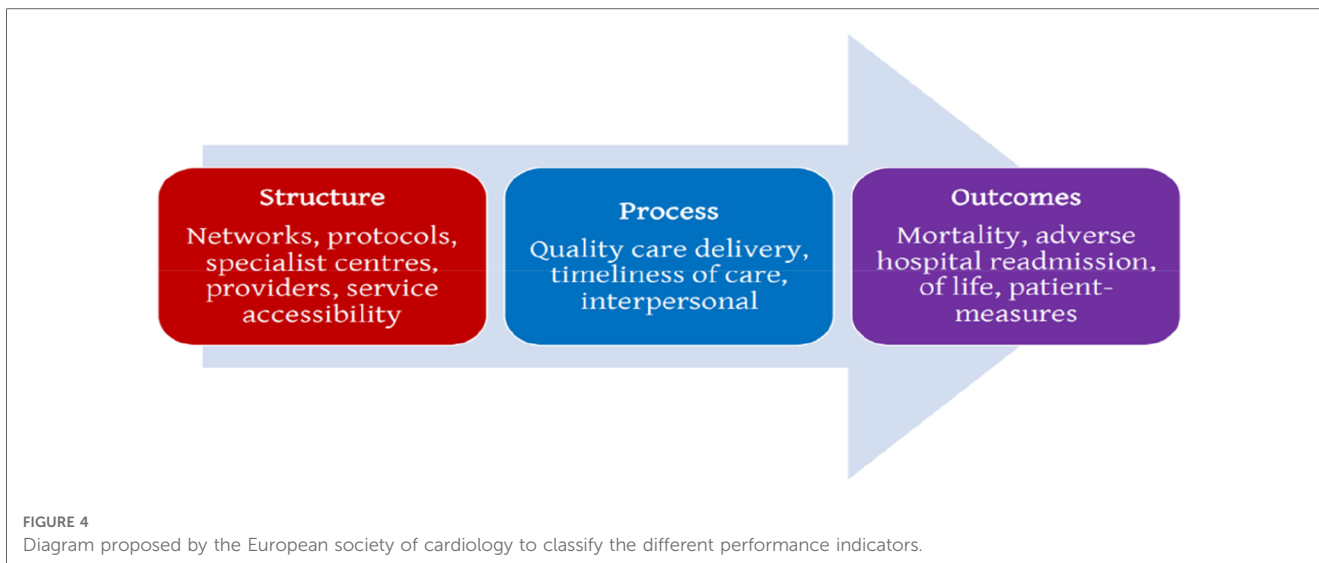 Structure
Networks, protocols,
specialist centres,
providers, service
accessibility
Process
Quality care delivery,
timeliness of care,
interpersonal
Outcomes
Mortality, adverse
hospital readmission,
of life, patient-
measures
FIGURE 4
Diagram proposed by the European society of cardiology to classify the different performance indicators.